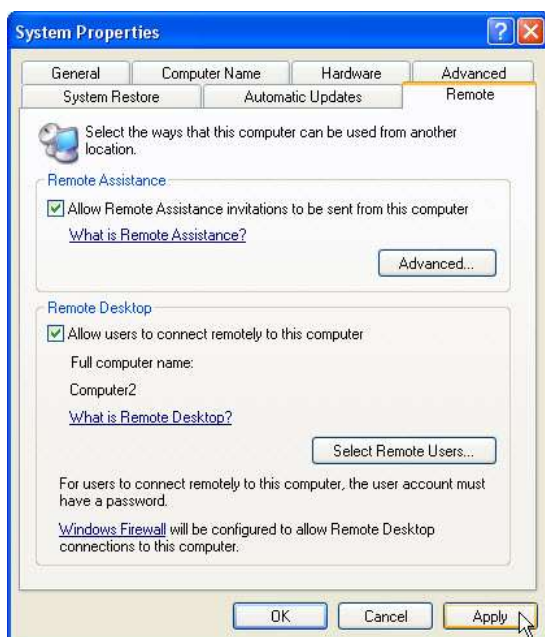 System Properties
General Computer Name Hardware Advanced
System Restore Automatic Updates Remote
Select the ways that this computer can be used from another
location.
Remote Assistance
Allow Remote Assistance invitations to be sent from this computer
What is Remote Assistance?
Advanced...
Remote Desktop
Allow users to connect remotely to this computer
Full computer name:
Computer2
What is Remote Desktop?
Select Remote Users...
For users to connect remotely to this computer, the user account must
have a password.
Windows Firewall will be configured to allow Remote Desktop
connections to this computer.
OK Cancel Apply